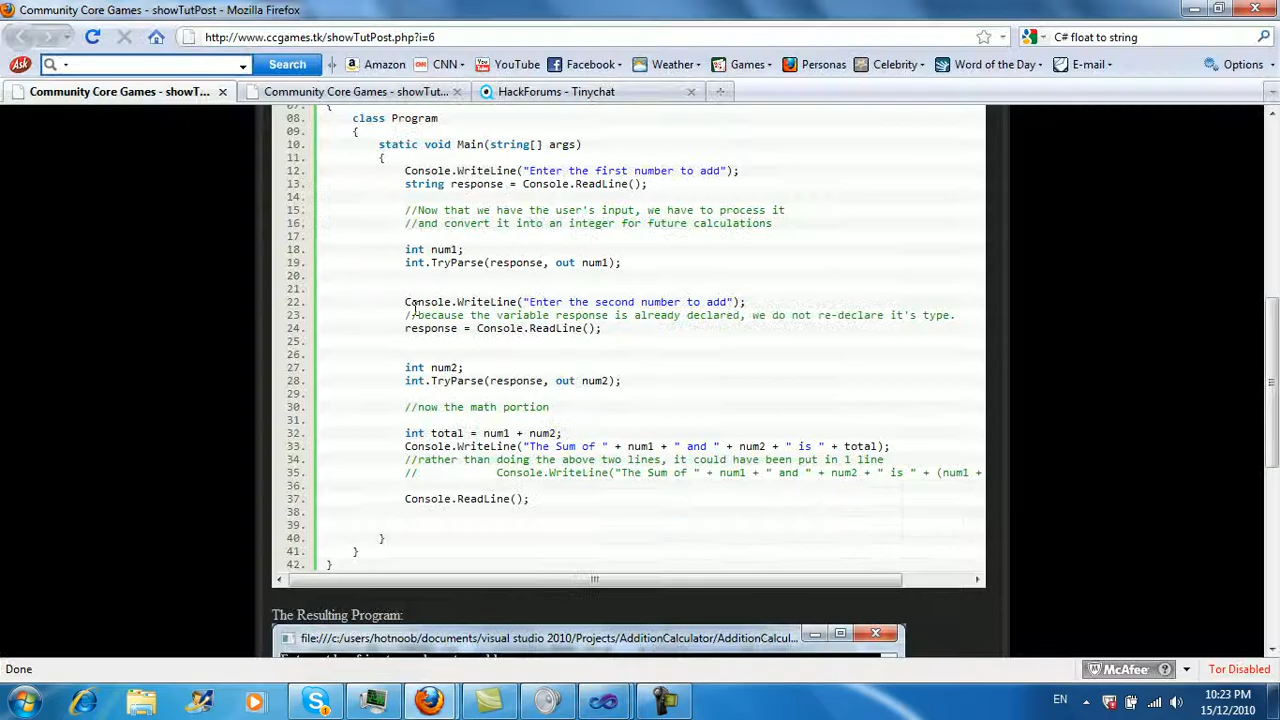 Community Core Games - showTutPost - Mozilla Firefox
http://www.ccgames.tk/showTutPost.php?i=6
C# float to string
Ask
Search
Amazon
CNN
YouTube
Facebook
Weather
Games
Personas
Celebrity
Word of the Day
E-mail
Options
Community Core Games - showT...
Community Core Games - showTut...
HackForums - Tinychat
07. {
08. class Program
09. {
10. static void Main(string[] args)
11. {
12. Console.WriteLine("Enter the first number to add");
13. string response = Console.ReadLine();
14.
15. //Now that we have the user's input, we have to process it
16. //and convert it into an integer for future calculations
17.
18. int num1;
19. int.TryParse(response, out num1);
20.
21.
22. Console.WriteLine("Enter the second number to add");
23. //because the variable response is already declared, we do not re-declare it's type.
24. response = Console.ReadLine();
25.
26.
27. int num2;
28. int.TryParse(response, out num2);
29.
30. //now the math portion
31.
32. int total = num1 + num2;
33. Console.WriteLine("The Sum of " + num1 + " and " + num2 + " is " + total);
34. //rather than doing the above two lines, it could have been put in 1 line
35. // Console.WriteLine("The Sum of " + num1 + " and " + num2 + " is " + (num1 +
36.
37. Console.ReadLine();
38.
39.
40. }
41. }
42. }
The Resulting Program:
file:///c:/users/hotnoob/documents/visual studio 2010/Projects/AdditionCalculator/AdditionCalcul...
Done
McAfee
Tor Disabled
EN
10:23 PM
15/12/2010